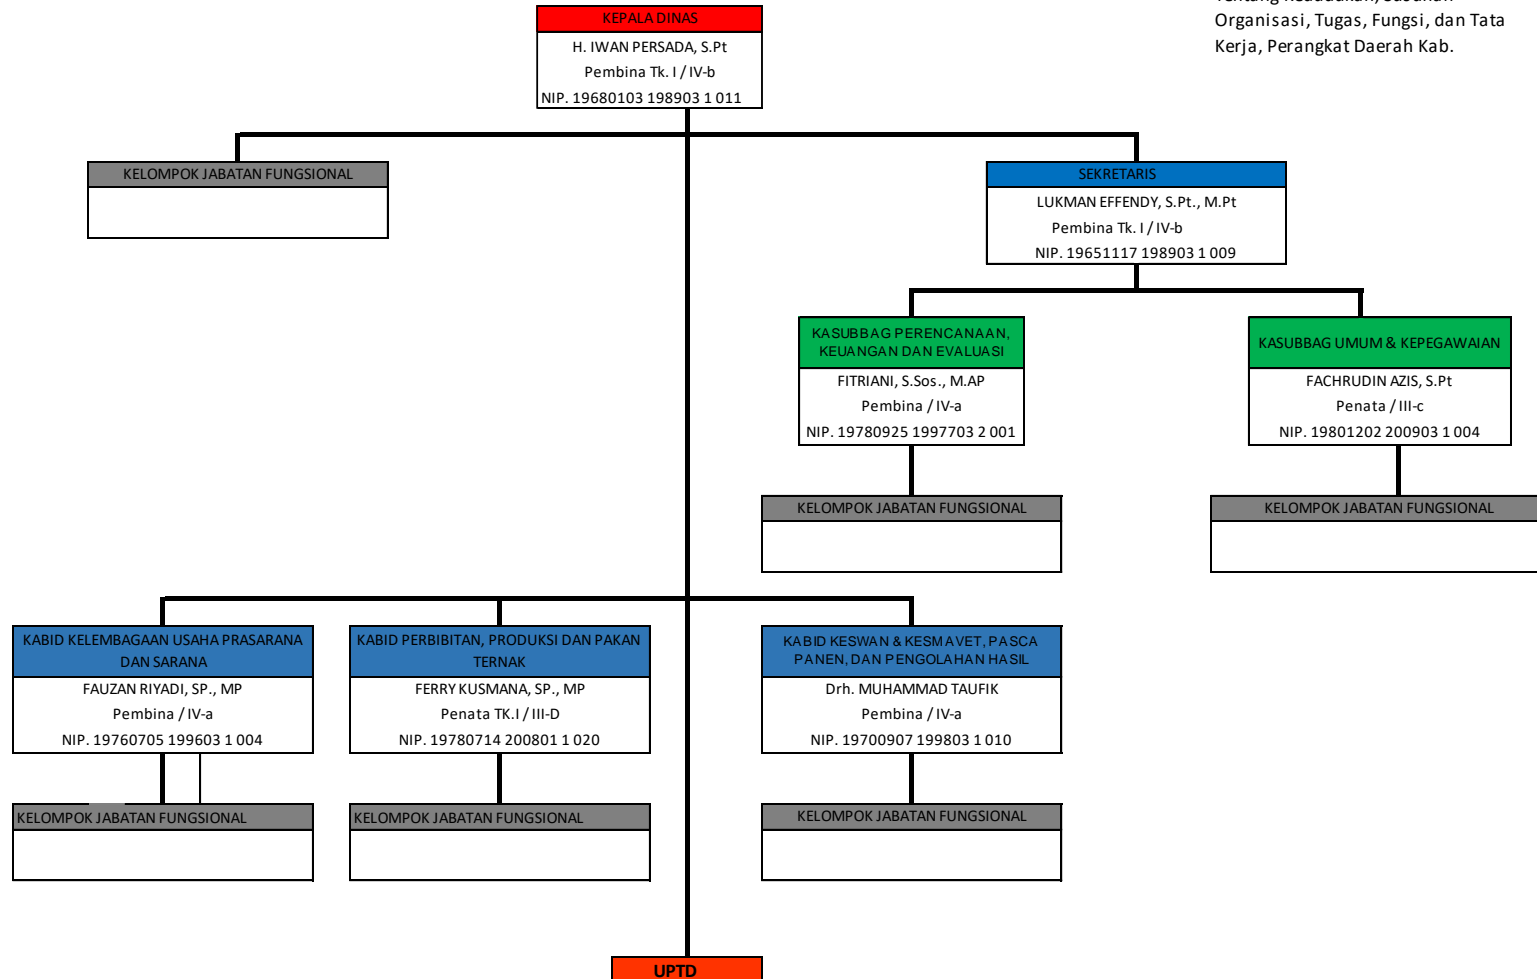 Organisasi, Tugas, Fungsi, dan Tata
Kerja, Perangkat Daerah Kab.
KEPALA DINAS
H. IWAN PERSADA, S.Pt
Pembina Tk. I / IV-b
NIP. 19680103 198903 1 011
KELOMPOK JABATAN FUNGSIONAL
SEKRETARIS
LUKMAN EFFENDY, S.Pt., M.Pt
Pembina Tk. I / IV-b
NIP. 19651117 198903 1 009
KASUBBAG PERENCANAAN,
KEUANGAN DAN EVALUASI
FITRIANI, S.Sos., M.AP
Pembina / IV-a
NIP. 19780925 1997703 2 001
KASUBBAG UMUM & KEPEGAWAIAN
FACHRUDIN AZIS, S.Pt
Penata / III-c
NIP. 19801202 200903 1 004
KELOMPOK JABATAN FUNGSIONAL
KELOMPOK JABATAN FUNGSIONAL
KABID KELEMBAGAAN USAHA PRASARANA
DAN SARANA
FAUZAN RIYADI, SP., MP
Pembina / IV-a
NIP. 19760705 199603 1 004
KABID PERBIBITAN, PRODUKSI DAN PAKAN
TERNAK
FERRY KUSMANA, SP., MP
Penata TK.I / III-D
NIP. 19780714 200801 1 020
KABID KESWAN & KESMAVET, PASCA
PANEN, DAN PENGOLAHAN HASIL
Drh. MUHAMMAD TAUFIK
Pembina / IV-a
NIP. 19700907 199803 1 010
KELOMPOK JABATAN FUNGSIONAL
KELOMPOK JABATAN FUNGSIONAL
KELOMPOK JABATAN FUNGSIONAL
UPTD